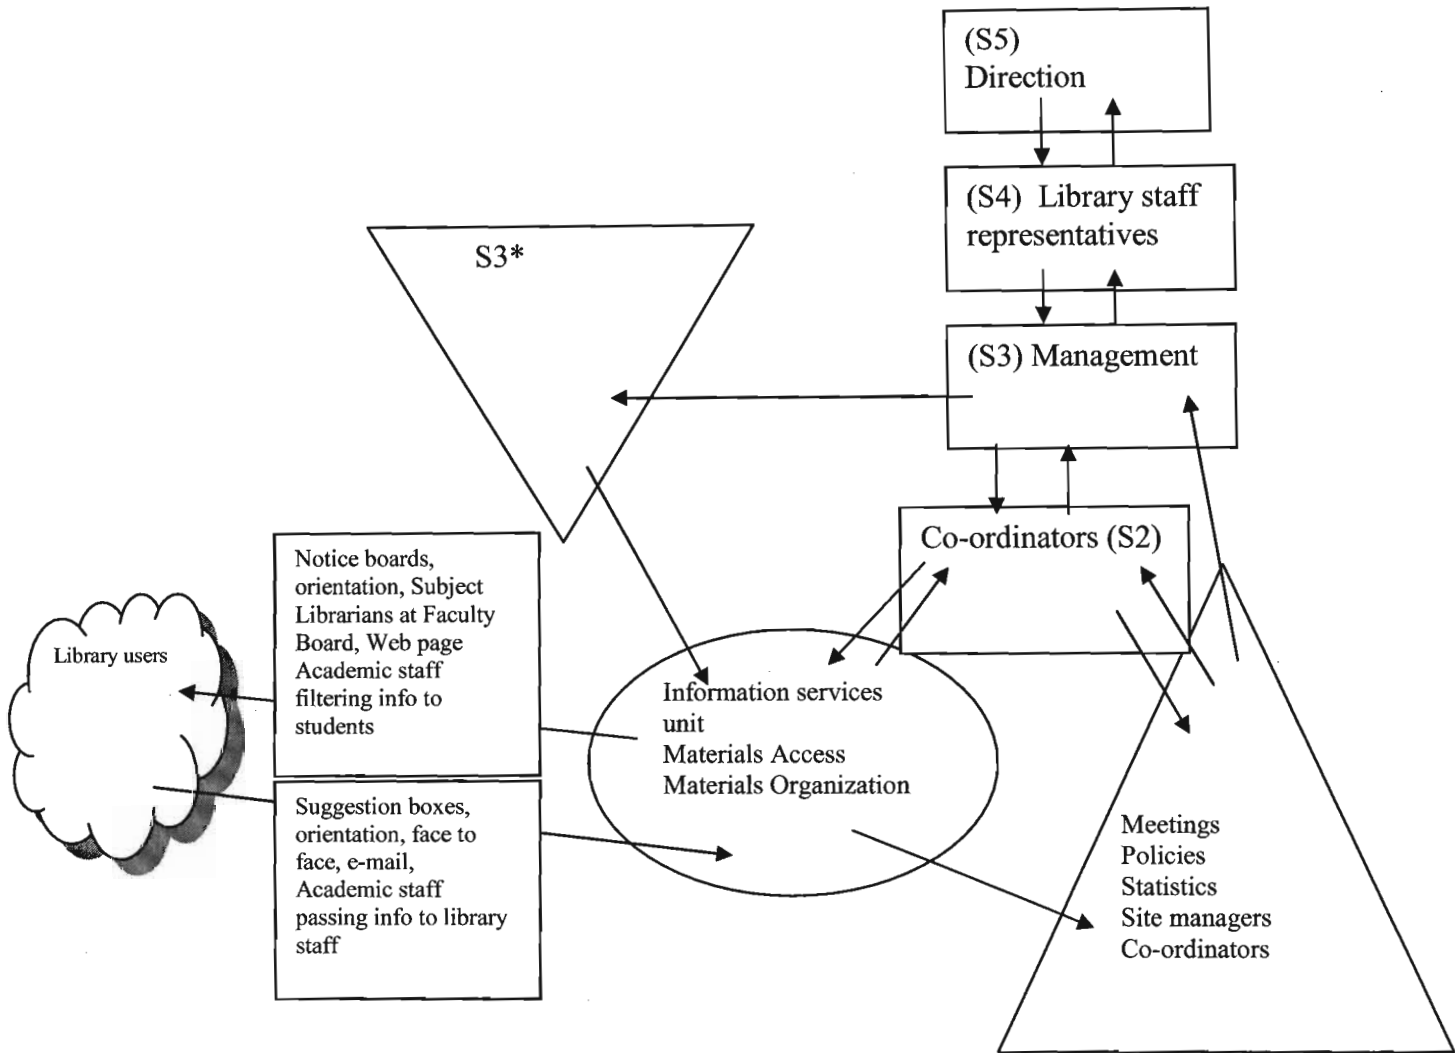 (S5)
Direction
(S4) Library staff
representatives
S3*
(S3) Management
Co-ordinators (S2)
Notice boards,
orientation, Subject
Librarians at Faculty
Board, Web page
Academic staff
filtering info to
students
Library users
Information services
unit
Materials Access
Materials Organization
Suggestion boxes,
orientation, face to
face, e-mail,
Academic staff
passing info to library
staff
Meetings
Policies
Statistics
Site managers
Co-ordinators